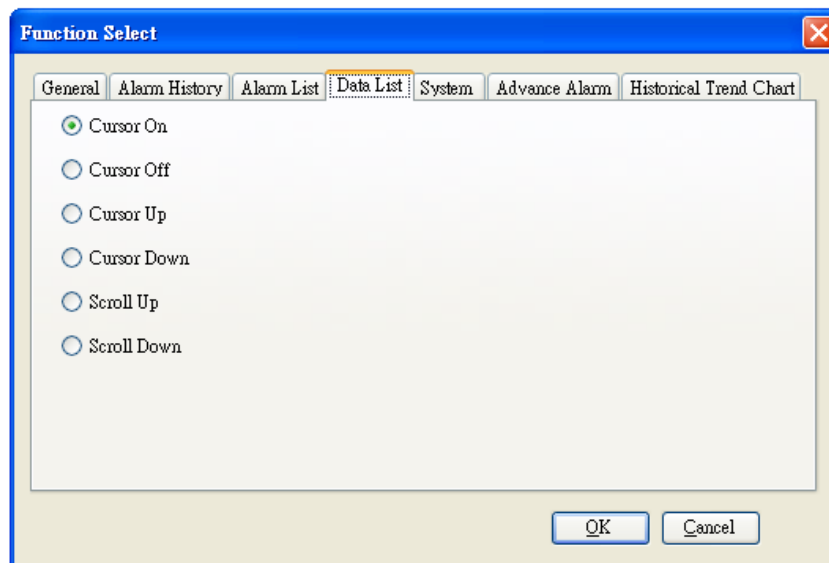 Function Select
General Alarm History Alarm List Data List System Advance Alarm Historical Trend Chart
Cursor On
Cursor Off
Cursor Up
Cursor Down
Scroll Up
Scroll Down
OK Cancel